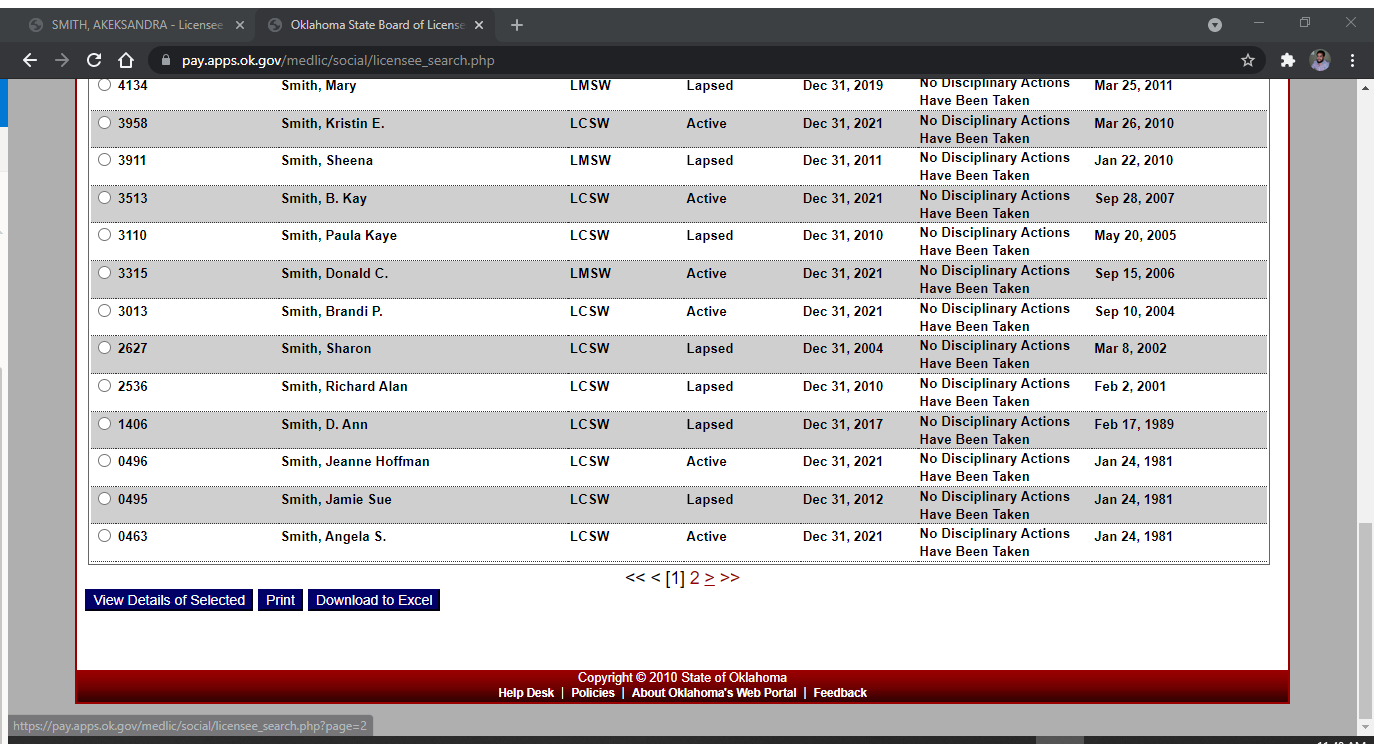 SMITH, AKEKSANDRA - Licensee
Oklahoma State Board of License
pay.apps.ok.gov/medlic/social/licensee_search.php
4134 Smith, Mary LMSW Lapsed Dec 31, 2019 No Disciplinary Actions Mar 25, 2011
Have Been Taken
3958 Smith, Kristin E. LCSW Active Dec 31, 2021 No Disciplinary Actions Mar 26, 2010
Have Been Taken
3911 Smith, Sheena LMSW Lapsed Dec 31, 2011 No Disciplinary Actions Jan 22, 2010
Have Been Taken
3513 Smith, B. Kay LCSW Active Dec 31, 2021 No Disciplinary Actions Sep 28, 2007
Have Been Taken
3110 Smith, Paula Kaye LCSW Lapsed Dec 31, 2010 No Disciplinary Actions May 20, 2005
Have Been Taken
3315 Smith, Donald C. LMSW Active Dec 31, 2021 No Disciplinary Actions Sep 15, 2006
Have Been Taken
3013 Smith, Brandi P. LCSW Active Dec 31, 2021 No Disciplinary Actions Sep 10, 2004
Have Been Taken
2627 Smith, Sharon LCSW Lapsed Dec 31, 2004 No Disciplinary Actions Mar 8, 2002
Have Been Taken
2536 Smith, Richard Alan LCSW Lapsed Dec 31, 2010 No Disciplinary Actions Feb 2, 2001
Have Been Taken
1406 Smith, D. Ann LCSW Lapsed Dec 31, 2017 No Disciplinary Actions Feb 17, 1989
Have Been Taken
0496 Smith, Jeanne Hoffman LCSW Active Dec 31, 2021 No Disciplinary Actions Jan 24, 1981
Have Been Taken
0495 Smith, Jamie Sue LCSW Lapsed Dec 31, 2012 No Disciplinary Actions Jan 24, 1981
Have Been Taken
0463 Smith, Angela S. LCSW Active Dec 31, 2021 No Disciplinary Actions Jan 24, 1981
Have Been Taken
<< < [1] 2 > >>
View Details of Selected Print Download to Excel
Copyright © 2010 State of Oklahoma
Help Desk | Policies | About Oklahoma's Web Portal | Feedback
https://pay.apps.ok.gov/medlic/social/licensee_search.php?page=2